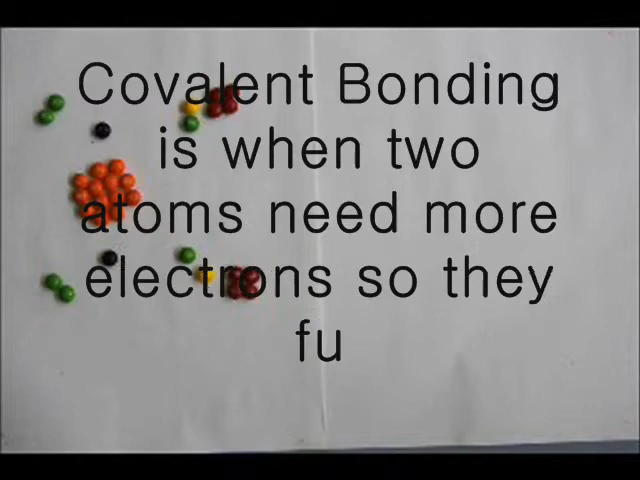 Covalent Bonding
is when two
atoms need more
electrons so they
fu